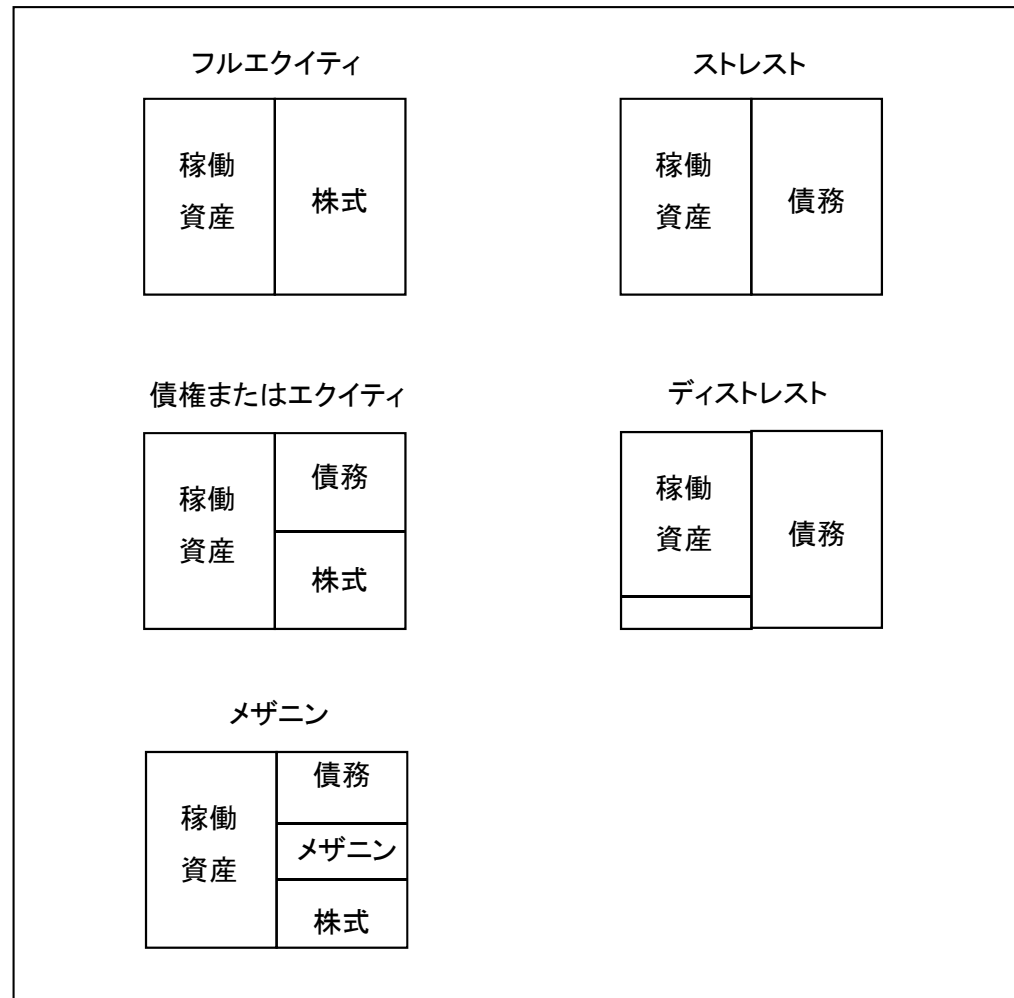 フルエクイティ
稼働
資産
株式
ストレスト
稼働
資産
債務
債権またはエクイティ
稼働
資産
債務
株式
ディストレスト
稼働
資産
債務
メザニン
稼働
資産
債務
メザニン
株式